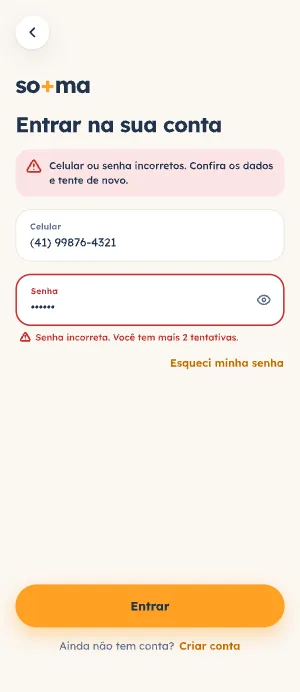 so+ma
Entrar na sua conta
Celular ou senha incorretos. Confira os dados
e tente de novo.
Celular
(41) 99876-4321
Senha
••••••
Senha incorreta. Você tem mais 2 tentativas.
Esqueci minha senha
Entrar
Ainda não tem conta? Criar conta